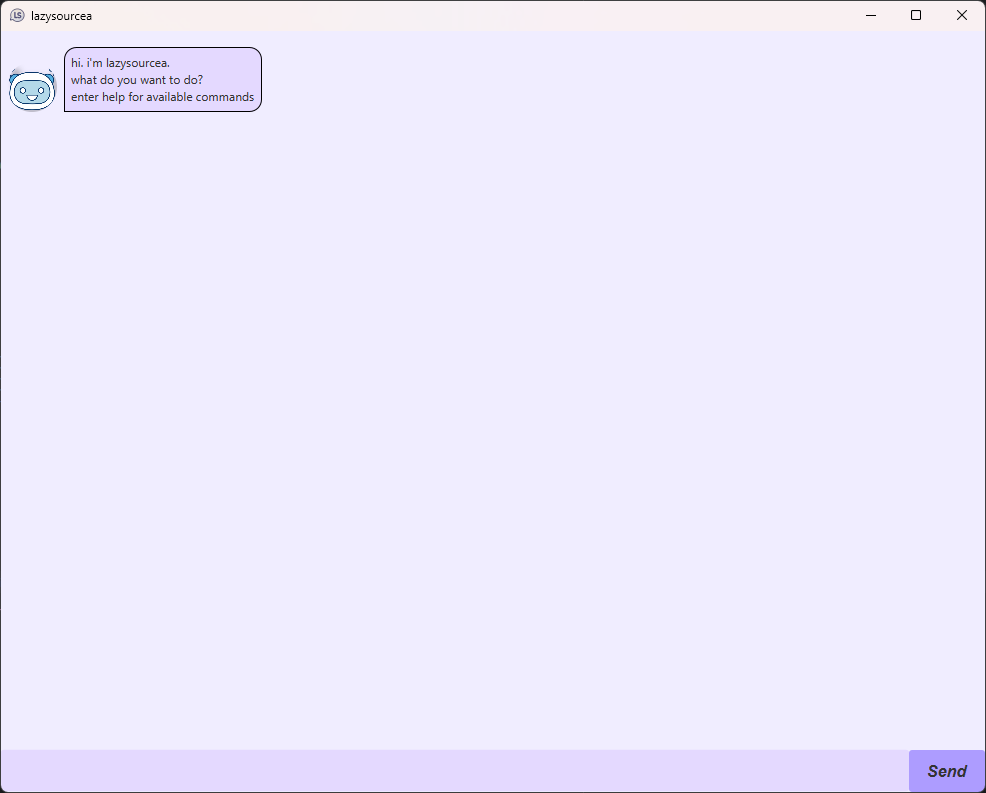 LS lazysourcea
hi. i'm lazysourcea.
what do you want to do?
enter help for available commands
Send